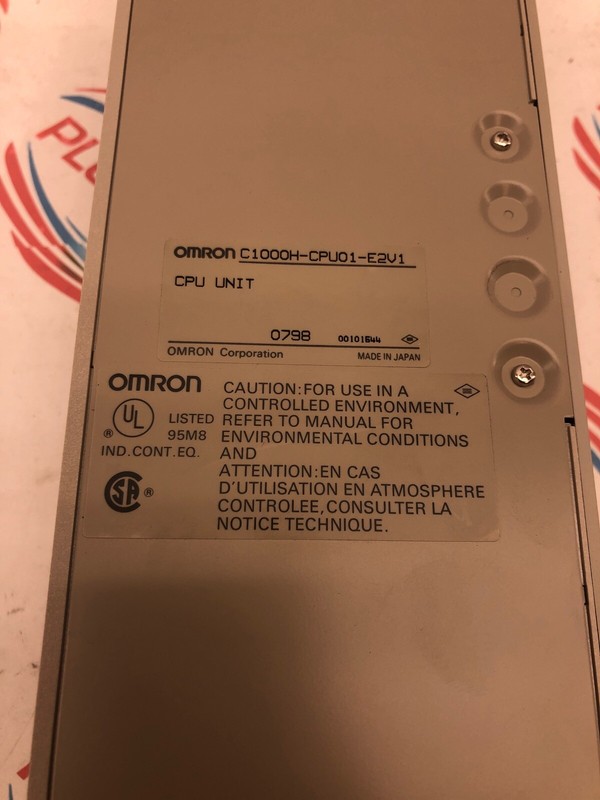 OMRON C1000H-CPU01-E2V1
CPU UNIT
0798 00101544
OMRON Corporation MADE IN JAPAN
OMRON
UL
® LISTED
95M8
IND.CONT.EQ.
SA ®
CAUTION:FOR USE IN A
CONTROLLED ENVIRONMENT,
REFER TO MANUAL FOR
ENVIRONMENTAL CONDITIONS
AND
ATTENTION:EN CAS
D'UTILISATION EN ATMOSPHERE
CONTROLEE,CONSULTER LA
NOTICE TECHNIQUE.